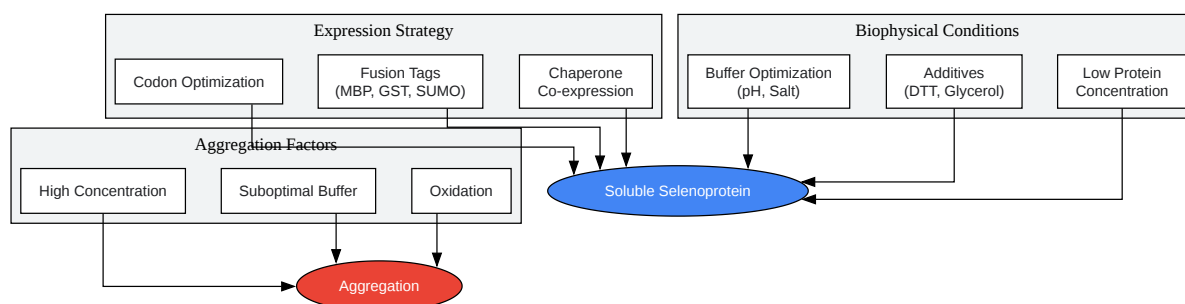 Expression Strategy
Codon Optimization
Fusion Tags
(MBP, GST, SUMO)
Chaperone
Co-expression
Biophysical Conditions
Buffer Optimization
(pH, Salt)
Additives
(DTT, Glycerol)
Low Protein
Concentration
Aggregation Factors
High Concentration
Suboptimal Buffer
Oxidation
Soluble Selenoprotein
Aggregation